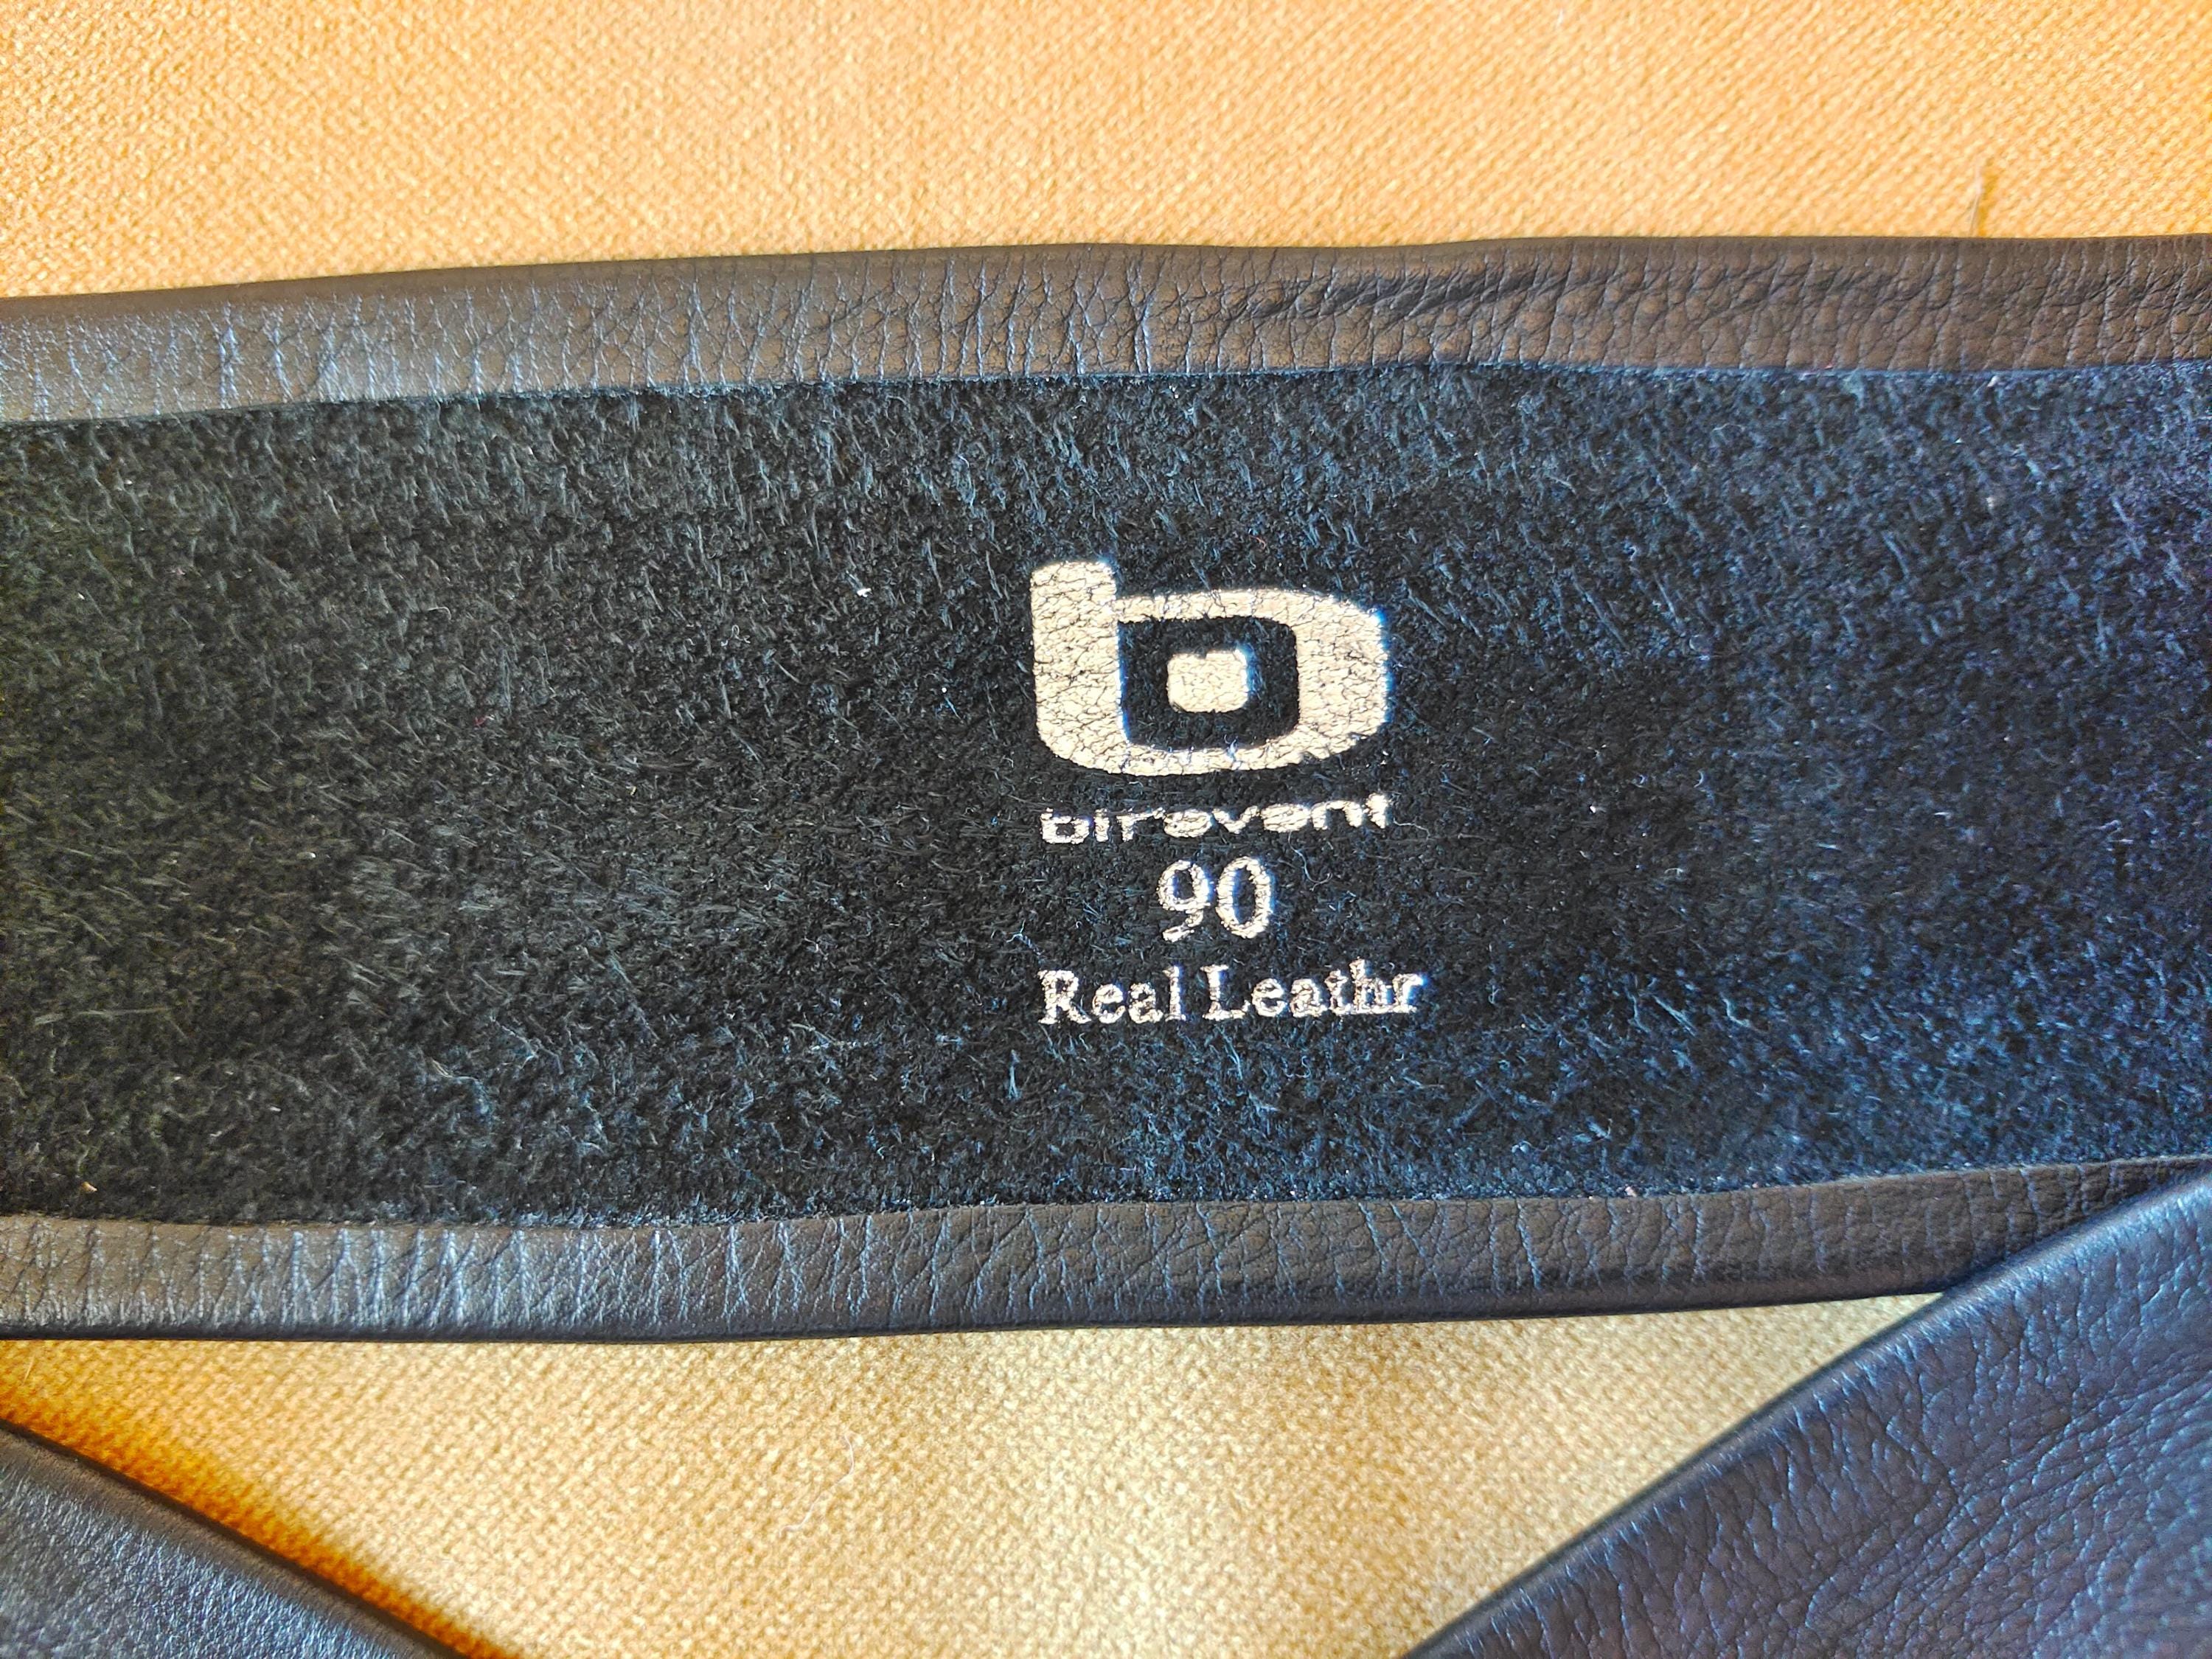 b
birevent
90
Real Leathr